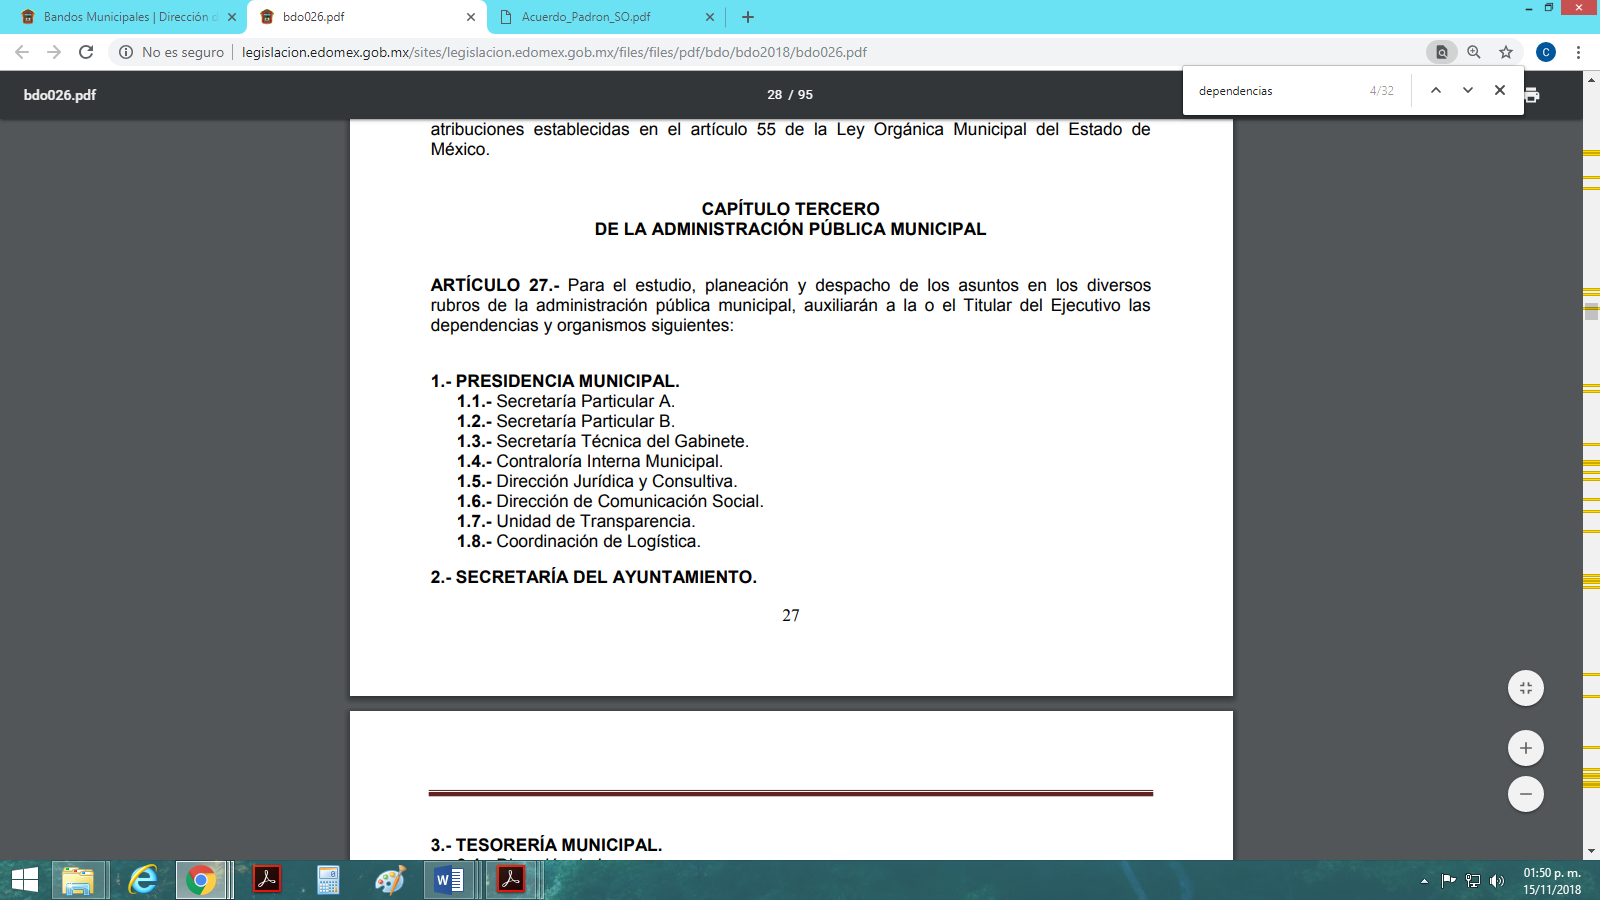 Bandos Municipales | Dirección d
bdo026.pdf
Acuerdo_Padron_SO.pdf
No es seguro
legislacion.edomex.gob.mx/sites/legislacion.edomex.gob.mx/files/files/pdf/bdo/bdo2018/bdo026.pdf
C
bdo026.pdf
28 / 95
dependencias
4/32
atribuciones establecidas en el artículo 55 de la Ley Orgánica Municipal del Estado de
México.
CAPÍTULO TERCERO
DE LA ADMINISTRACIÓN PÚBLICA MUNICIPAL
ARTÍCULO 27.- Para el estudio, planeación y despacho de los asuntos en los diversos
rubros de la administración pública municipal, auxiliarán a la o el Titular del Ejecutivo las
dependencias y organismos siguientes:
1.- PRESIDENCIA MUNICIPAL.
1.1.- Secretaría Particular A.
1.2.- Secretaría Particular B.
1.3.- Secretaría Técnica del Gabinete.
1.4.- Contraloría Interna Municipal.
1.5.- Dirección Jurídica y Consultiva.
1.6.- Dirección de Comunicación Social.
1.7.- Unidad de Transparencia.
1.8.- Coordinación de Logística.
2.- SECRETARÍA DEL AYUNTAMIENTO.
27
3.- TESORERÍA MUNICIPAL.
01:50 p. m.
15/11/2018